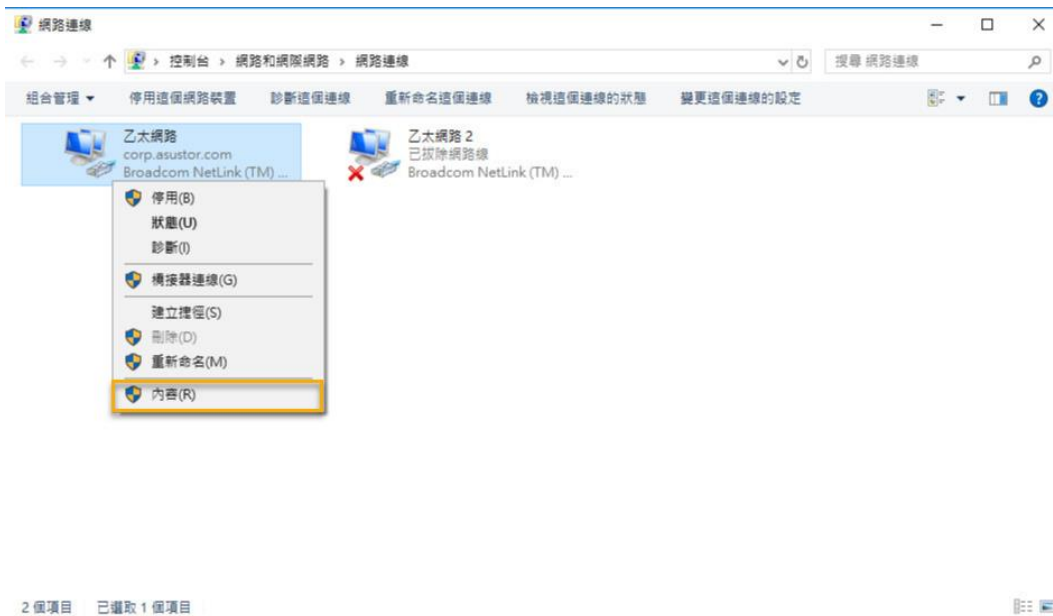 網路連線
控制台 › 網路和網際網路 › 網路連線
搜尋 網路連線
組合管理 停用這個網路裝置 診斷這個連線 重新命名這個連線 檢視這個連線的狀態 變更這個連線的設定
乙太網路
corp.asustor.com
Broadcom NetLink (TM) ...
乙太網路 2
已拔除網路線
Broadcom NetLink (TM) ...
停用(B)
狀態(U)
診斷(I)
橋接器連線(G)
建立捷徑(S)
刪除(D)
重新命名(M)
內容(R)
2 個項目 已選取 1 個項目